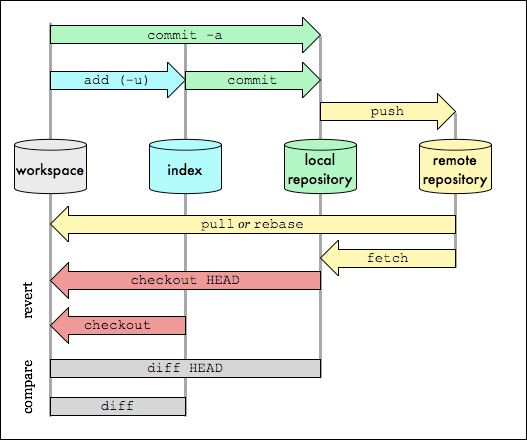 commit -a
add (-u)
commit
push
workspace
index
local
repository
remote
repository
pull or rebase
fetch
revert
checkout HEAD
checkout
compare
diff HEAD
diff